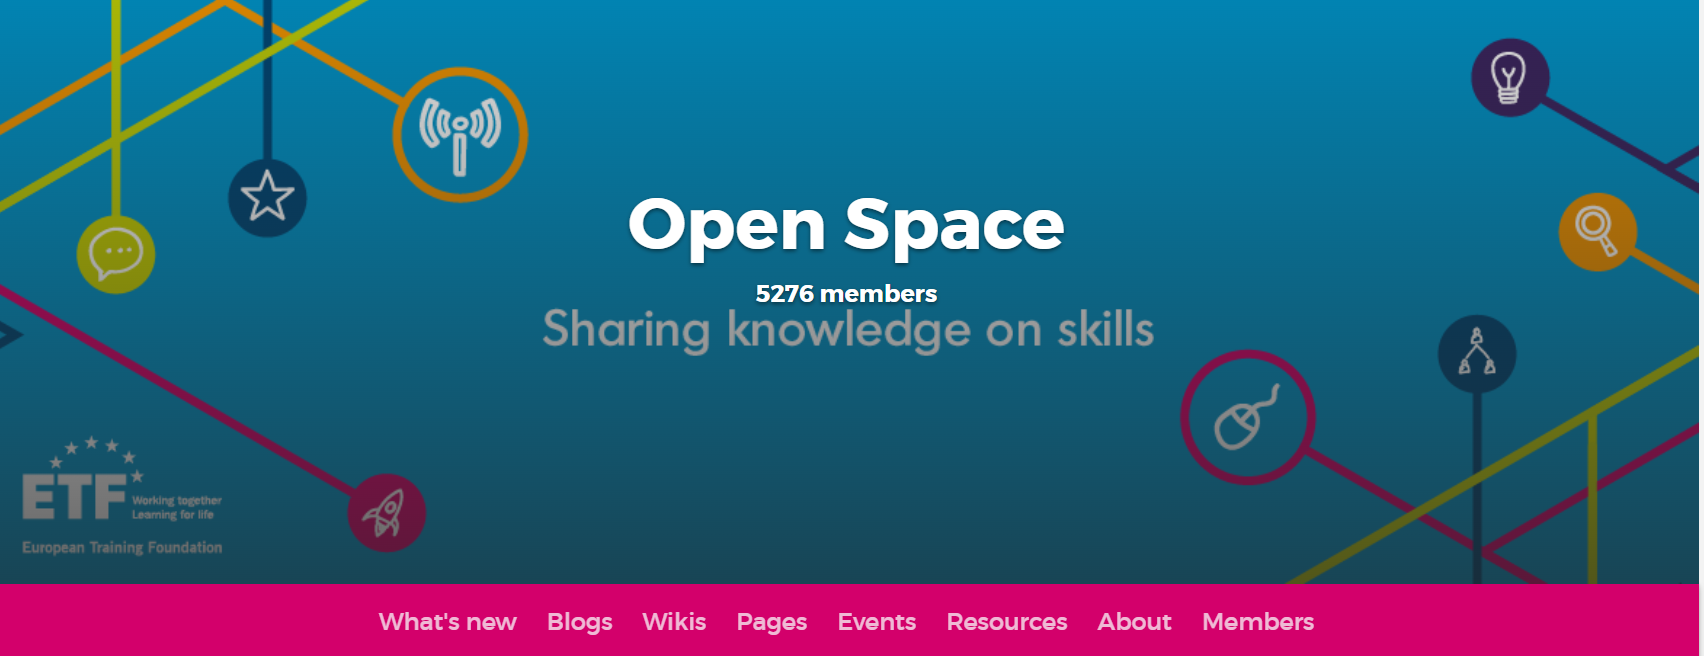 Open Space
5276 members
Sharing knowledge on skills
ETF
Working together
Learning for life
European Training Foundation
What's new Blogs Wikis Pages Events Resources About Members